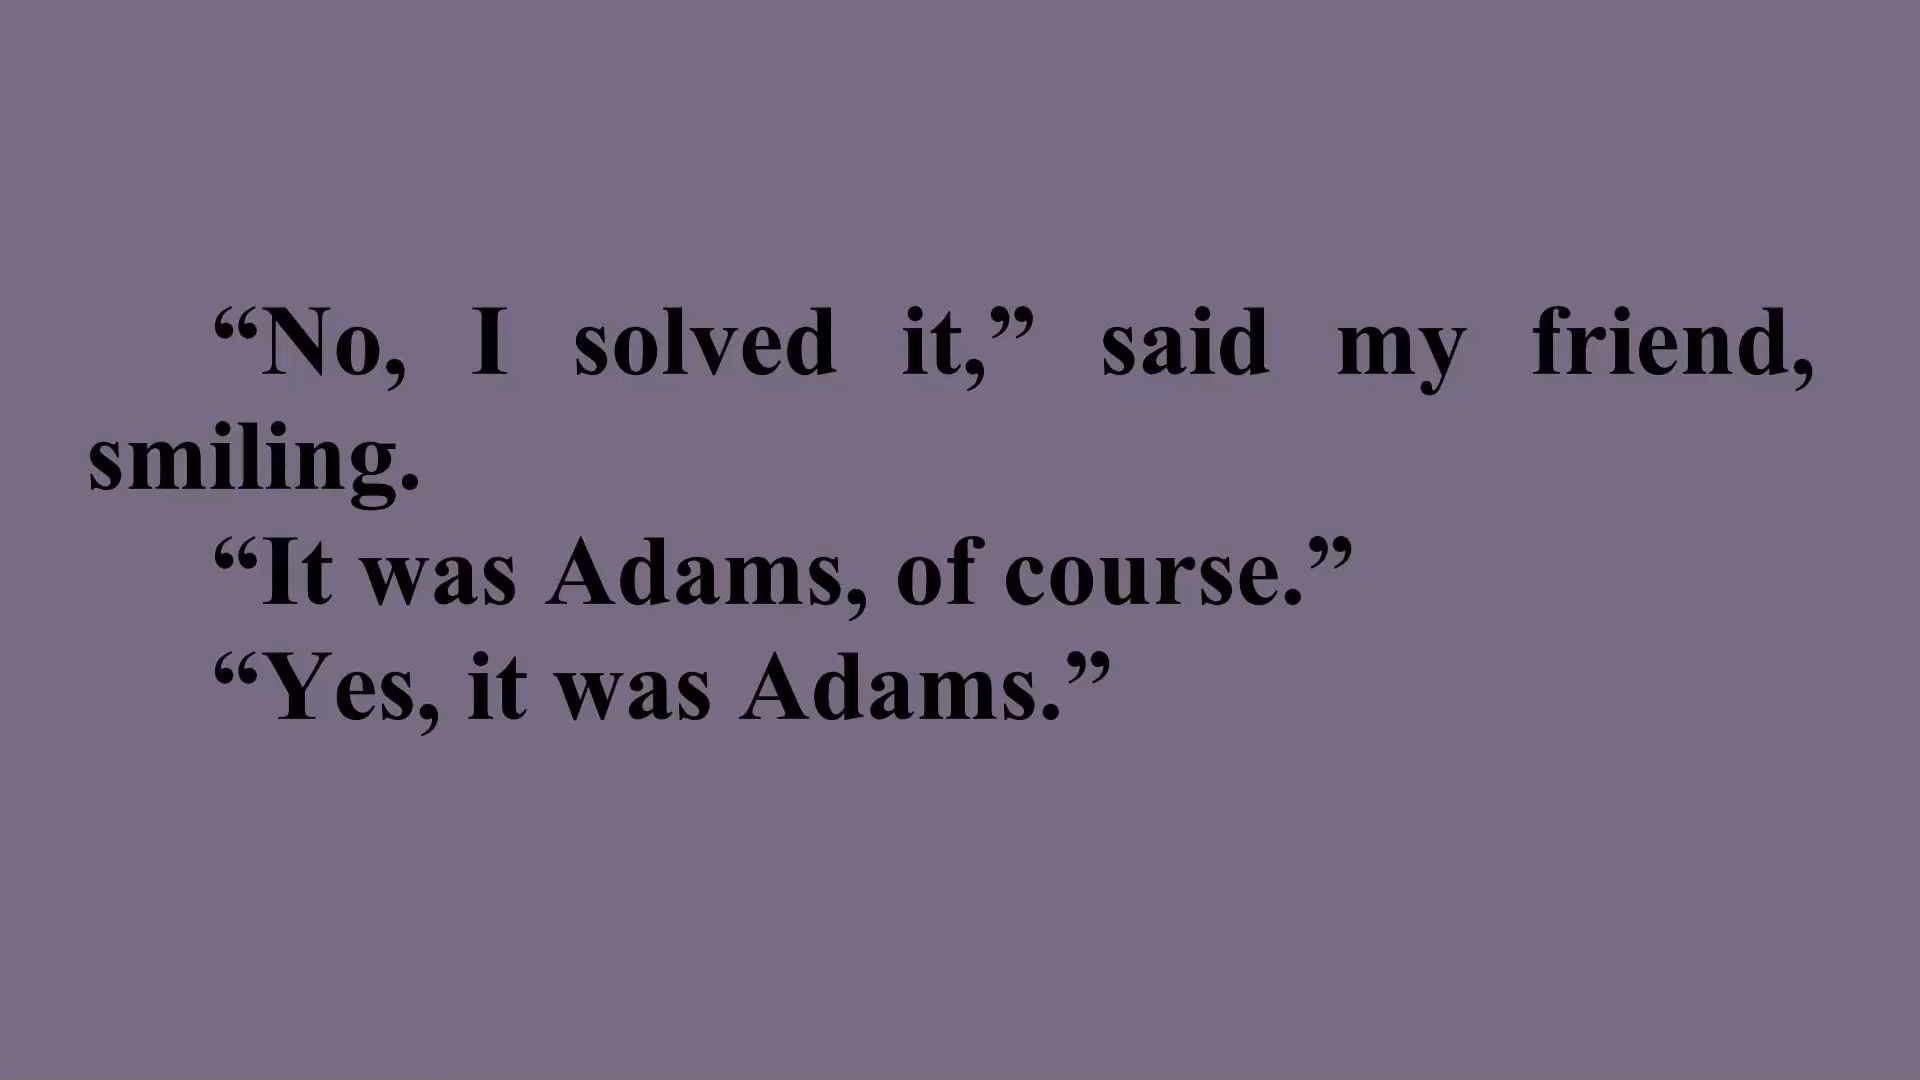 “No, I solved it,” said my friend,
smiling.
“It was Adams, of course.”
“Yes, it was Adams.”